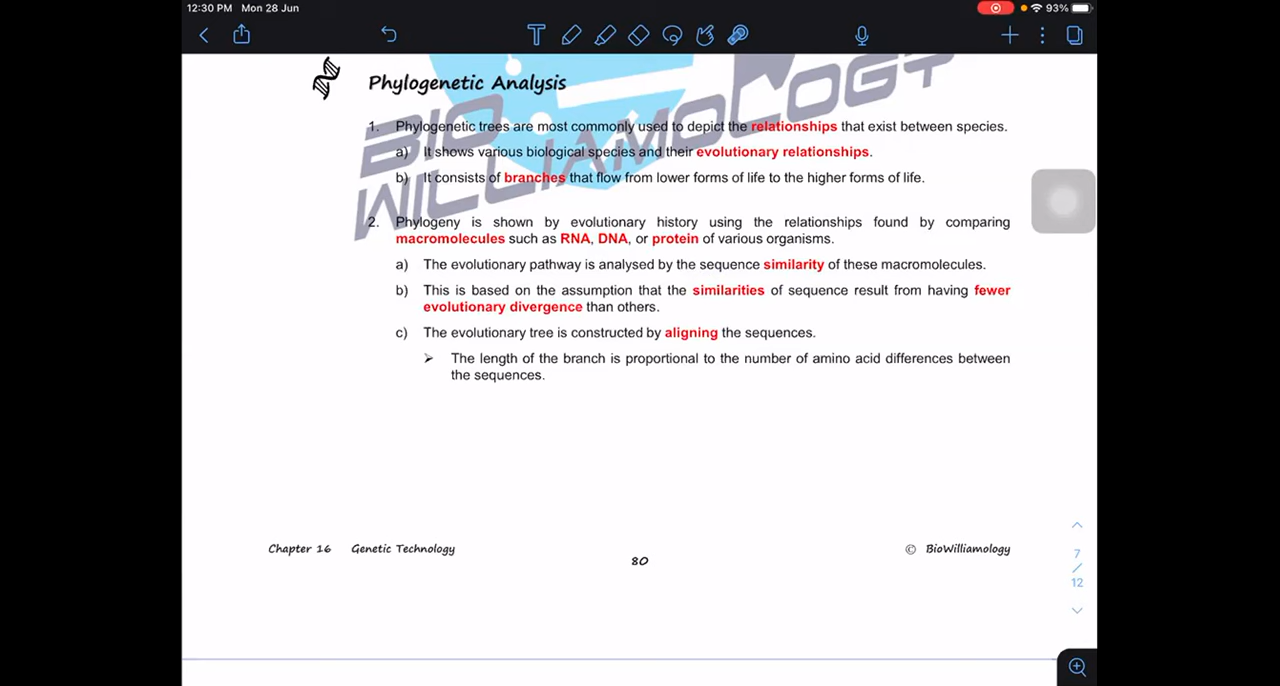 12:30 PM Mon 28 Jun
93%
Phylogenetic Analysis
BIO
WILLIAMOLOGY
1. Phylogenetic trees are most commonly used to depict the relationships that exist between species.
a) It shows various biological species and their evolutionary relationships.
b) It consists of branches that flow from lower forms of life to the higher forms of life.
2. Phylogeny is shown by evolutionary history using the relationships found by comparing
macromolecules such as RNA, DNA, or protein of various organisms.
a) The evolutionary pathway is analysed by the sequence similarity of these macromolecules.
b) This is based on the assumption that the similarities of sequence result from having fewer
evolutionary divergence than others.
c) The evolutionary tree is constructed by aligning the sequences.
➢ The length of the branch is proportional to the number of amino acid differences between
the sequences.
Chapter 16 Genetic Technology
80
© BioWilliamology
7
/
12